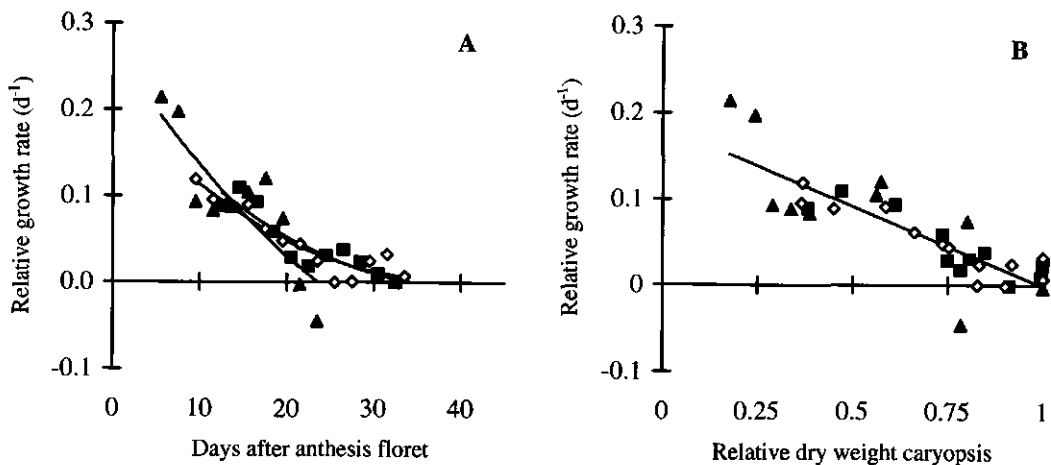 A
Relative growth rate (d⁻¹)
0.3
0.2
0.1
0.0
-0.1
0 10 20 30 40
Days after anthesis floret
B
Relative growth rate (d⁻¹)
0.3
0.2
0.1
0
-0.1
0 0.25 0.5 0.75 1
Relative dry weight caryopsis